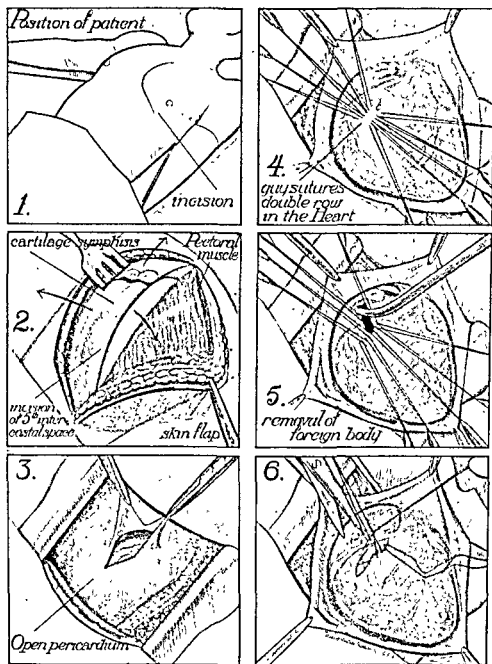 Position of patient
incision
1.
cartilage symphisis
Pectoral
muscle
2.
incision
of 5th inter-
costal space
skin flap
3.
Open pericardium
4.
guy sutures
double row
in the Heart
5.
removal of
foreign body
6.